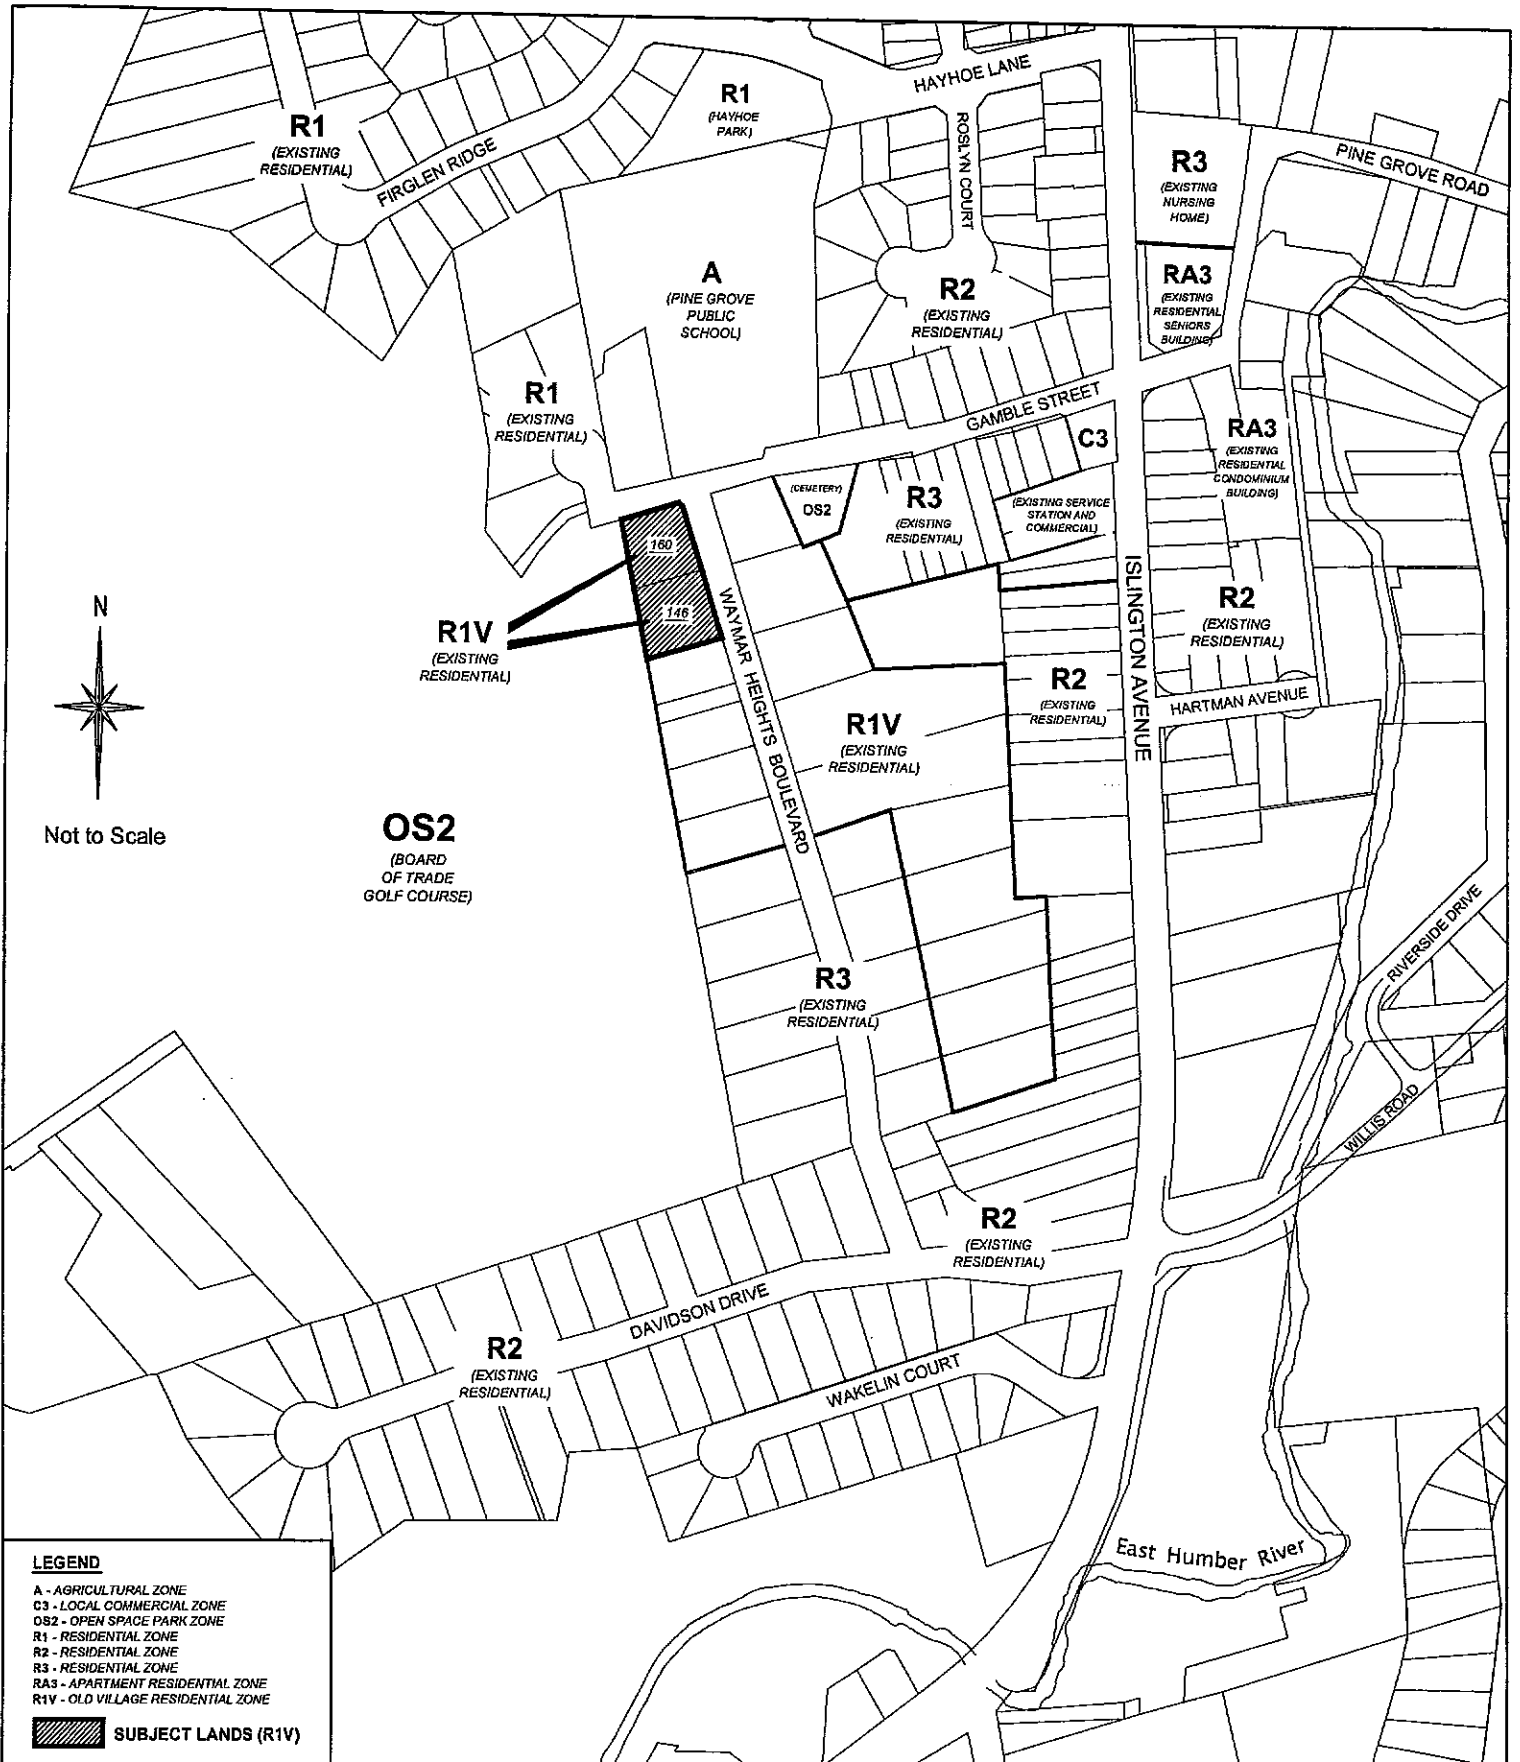 HAYHOE LANE
R1
(HAYHOE
PARK)
R1
(EXISTING
RESIDENTIAL)
FIRGLEN RIDGE
ROSLYN COURT
R3
(EXISTING
NURSING
HOME)
PINE GROVE ROAD
A
(PINE GROVE
PUBLIC
SCHOOL)
R2
(EXISTING
RESIDENTIAL)
RA3
(EXISTING
RESIDENTIAL
SENIORS
BUILDING)
R1
(EXISTING
RESIDENTIAL)
GAMBLE STREET
C3
RA3
(EXISTING
RESIDENTIAL
CONDOMINIUM
BUILDING)
(CEMETERY)
OS2
R3
(EXISTING
RESIDENTIAL)
(EXISTING SERVICE
STATION AND
COMMERCIAL)
160
146
R1V
(EXISTING
RESIDENTIAL)
WAYMAR HEIGHTS BOULEVARD
ISLINGTON AVENUE
R2
(EXISTING
RESIDENTIAL)
N
Not to Scale
R2
(EXISTING
RESIDENTIAL)
HARTMAN AVENUE
R1V
(EXISTING
RESIDENTIAL)
OS2
(BOARD
OF TRADE
GOLF COURSE)
R3
(EXISTING
RESIDENTIAL)
RIVERSIDE DRIVE
WILLIS ROAD
R2
(EXISTING
RESIDENTIAL)
DAVIDSON DRIVE
R2
(EXISTING
RESIDENTIAL)
WAKELIN COURT
East Humber River
LEGEND
A - AGRICULTURAL ZONE
C3 - LOCAL COMMERCIAL ZONE
OS2 - OPEN SPACE PARK ZONE
R1 - RESIDENTIAL ZONE
R2 - RESIDENTIAL ZONE
R3 - RESIDENTIAL ZONE
RA3 - APARTMENT RESIDENTIAL ZONE
R1V - OLD VILLAGE RESIDENTIAL ZONE
SUBJECT LANDS (R1V)